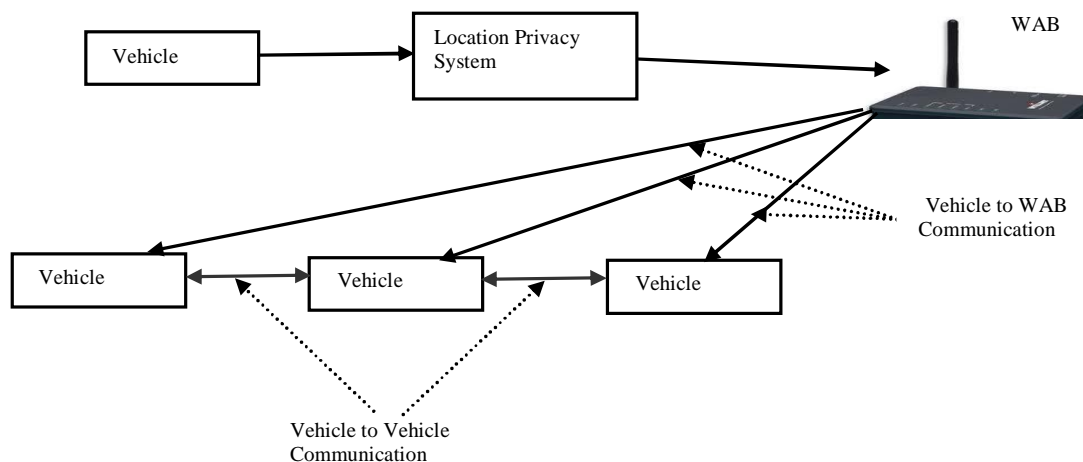 WAB
Vehicle
Location Privacy
System
Vehicle to WAB
Communication
Vehicle
Vehicle
Vehicle
Vehicle to Vehicle
Communication